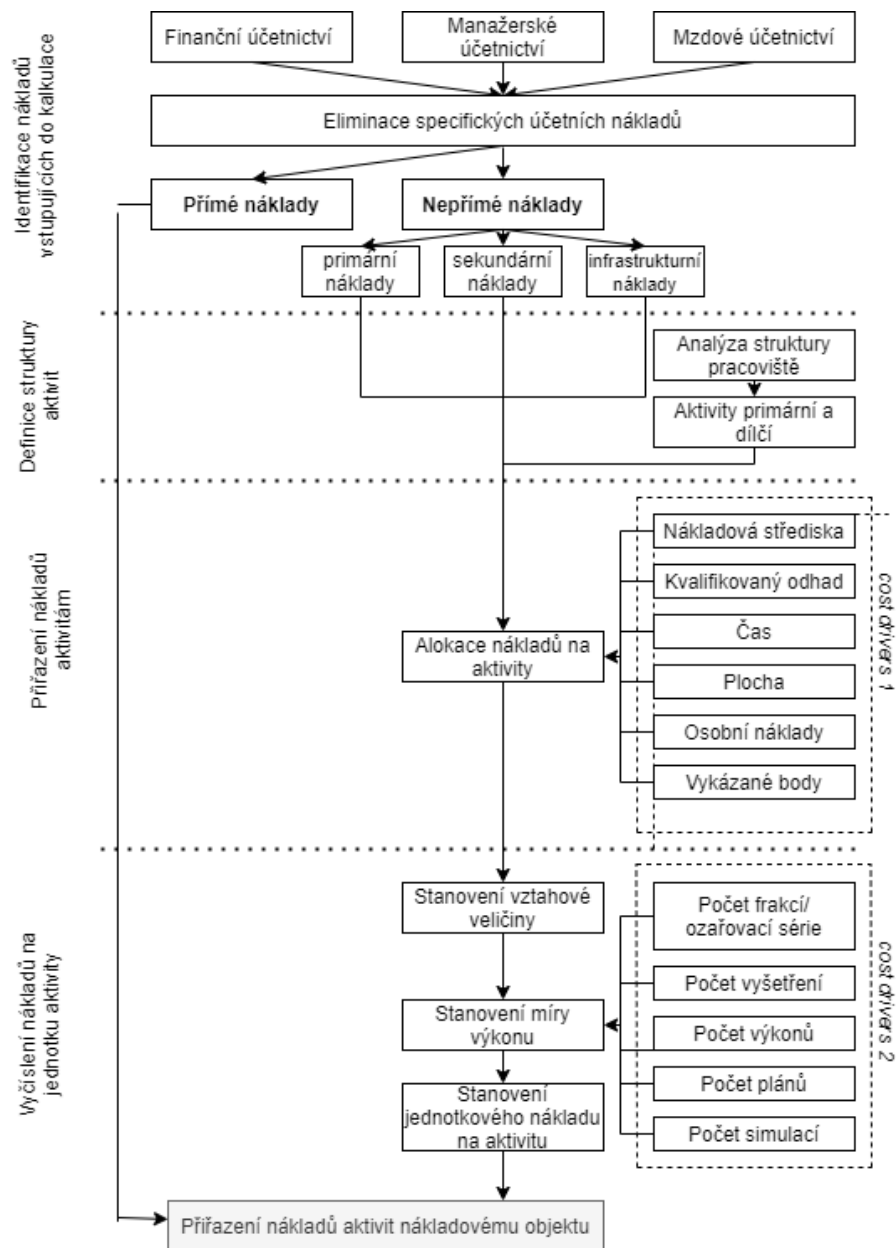 Identifikace nákladů
vstupujících do kalkulace
Finanční účetnictví
Manažerské
účetnictví
Mzdové účetnictví
Eliminace specifických účetních nákladů
Přímé náklady
Nepřímé náklady
primární
náklady
sekundární
náklady
infrastrukturní
náklady
Definice struktury
aktivit
Analýza struktury
pracoviště
Aktivity primární a
dílčí
Přiřazení nákladů
aktivitám
Alokace nákladů na
aktivity
Nákladová střediska
Kvalifikovaný odhad
Čas
Plocha
Osobní náklady
Vykázané body
cost drivers 1
Vyčíslení nákladů na
jednotku aktivity
Stanovení vztahové
veličiny
Stanovení míry
výkonu
Stanovení
jednotkového nákladu
na aktivitu
Počet frakcí/
ozařovací série
Počet vyšetření
Počet výkonů
Počet plánů
Počet simulací
cost drivers 2
Přiřazení nákladů aktivit nákladovému objektu